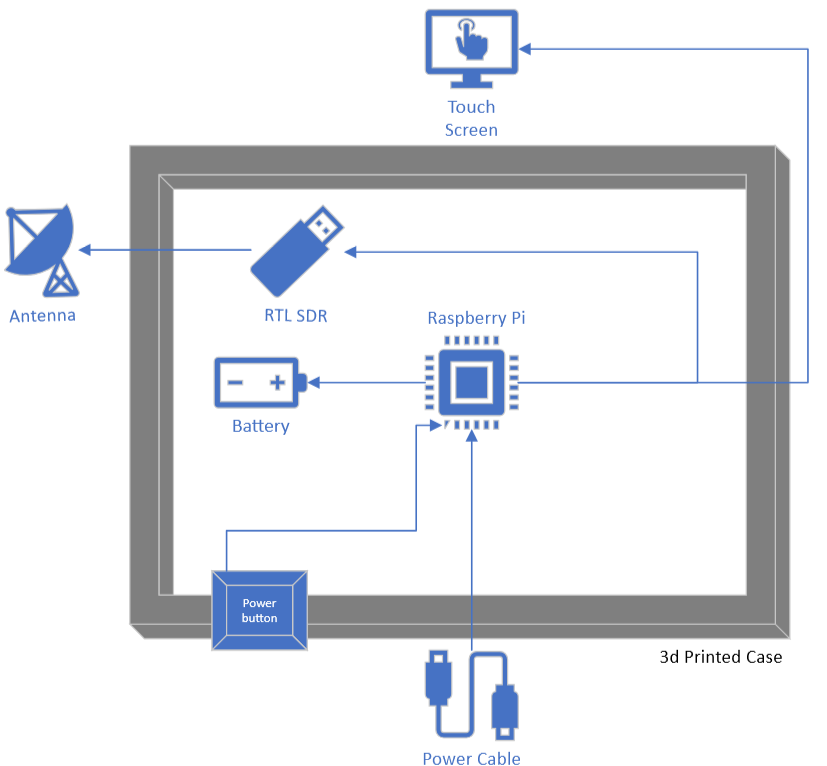 Touch
Screen
Antenna
RTL SDR
Raspberry Pi
Battery
Power
button
3d Printed Case
Power Cable